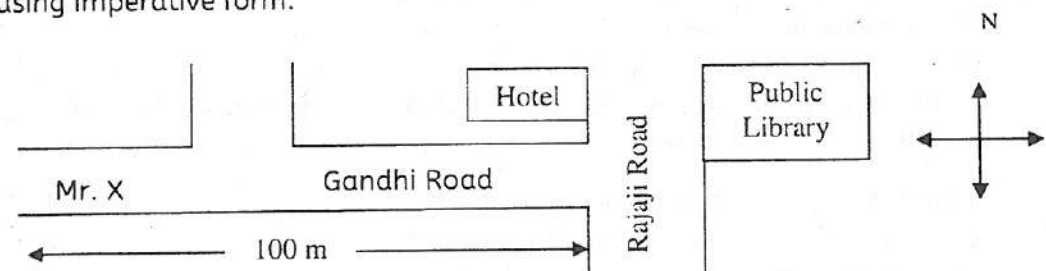 using imperative form.
N
Hotel
Public
Library
Rajaji Road
Mr. X
Gandhi Road
100 m